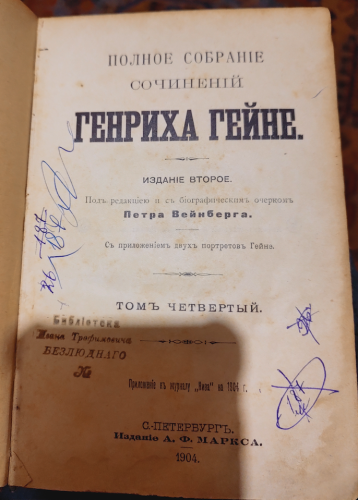 ПОЛНОЕ СОБРАНІЕ
СОЧИНЕНІЙ
ГЕНРИХА ГЕЙНЕ.
ИЗДАНІЕ ВТОРОЕ.
Подъ редакціею и съ біографическимъ очеркомъ
Петра Вейнберга.
Съ приложеніемъ двухъ портретовъ Гейне.
ТОМЪ ЧЕТВЕРТЫЙ.
Библіотека
Ивана Трифимовича
БЕЗЛЮДНАГО
№
Приложеніе къ журналу „Нива“ на 1904 г.
С.-ПЕТЕРБУРГЪ.
Изданіе А. Ф. МАРКСА.
1904.